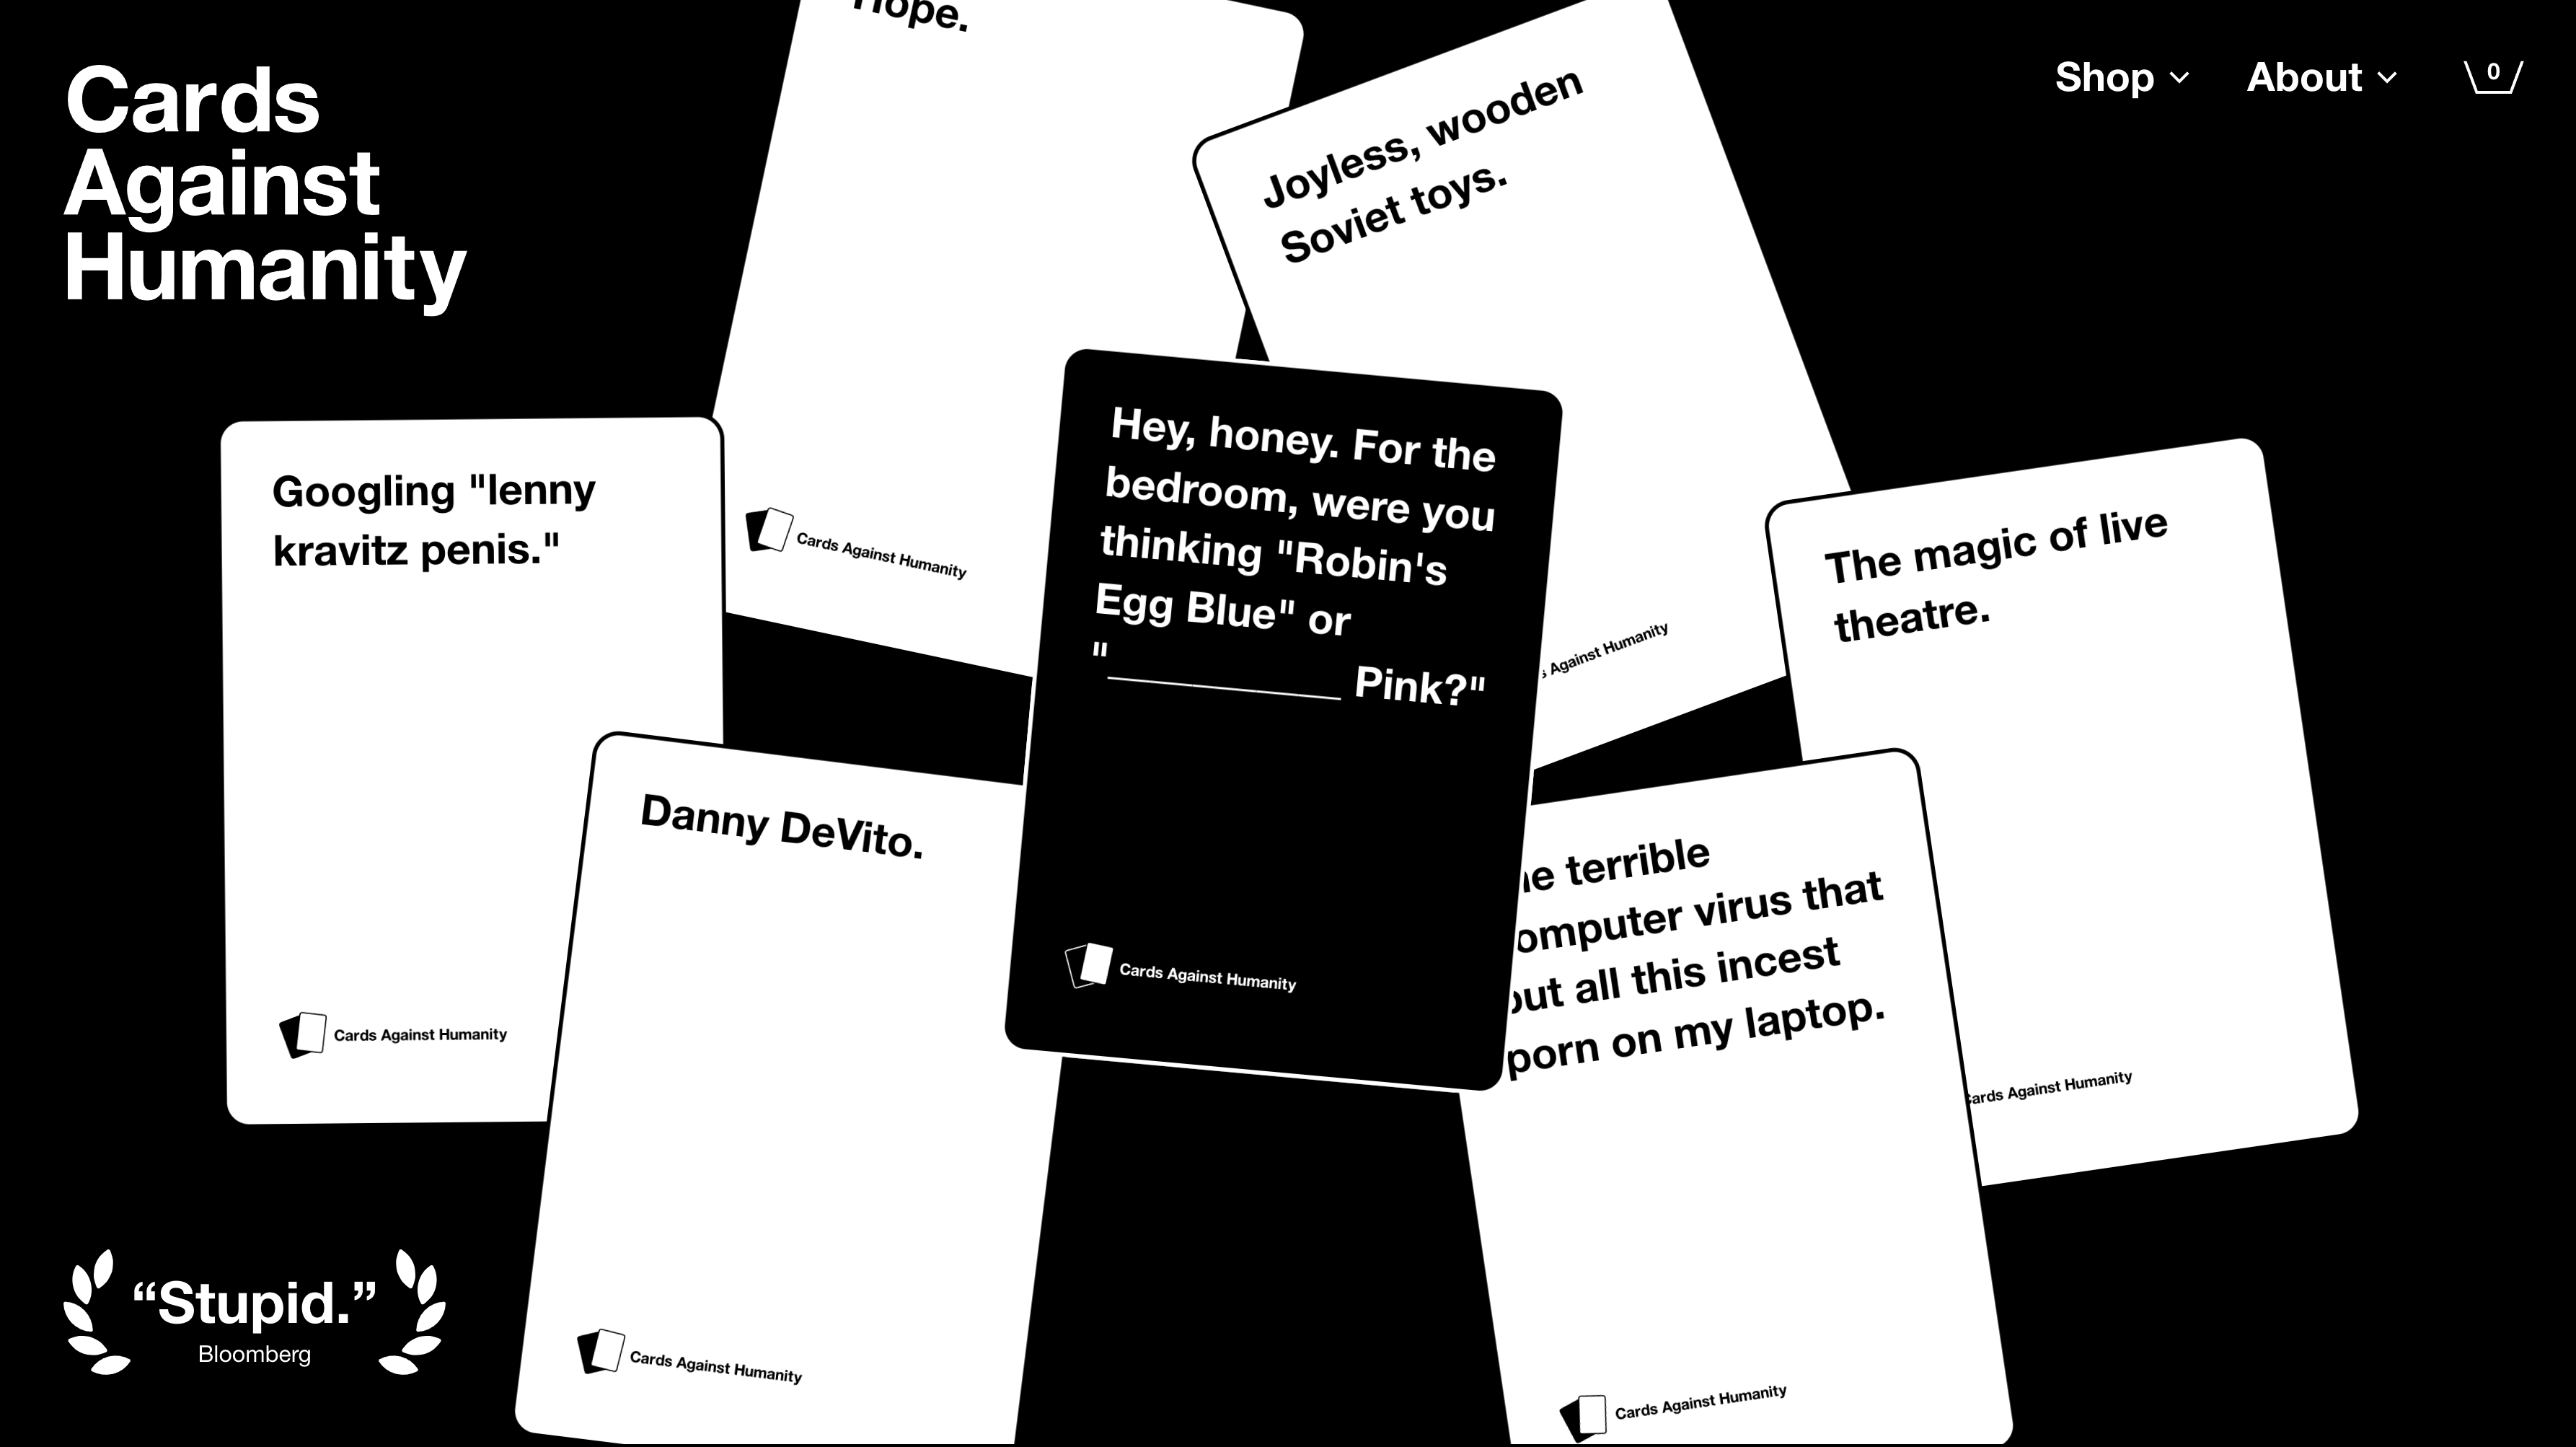 Cards
Against
Humanity
Shop
About
0
Hope.
Cards Against Humanity
Joyless, wooden
Soviet toys.
Against Humanity
Googling "lenny
kravitz penis."
Cards Against Humanity
Hey, honey. For the
bedroom, were you
thinking "Robin's
Egg Blue" or
"__________ Pink?"
Cards Against Humanity
The magic of live
theatre.
Cards Against Humanity
Danny DeVito.
Cards Against Humanity
terrible
computer virus that
put all this incest
porn on my laptop.
Cards Against Humanity
“Stupid.”
Bloomberg